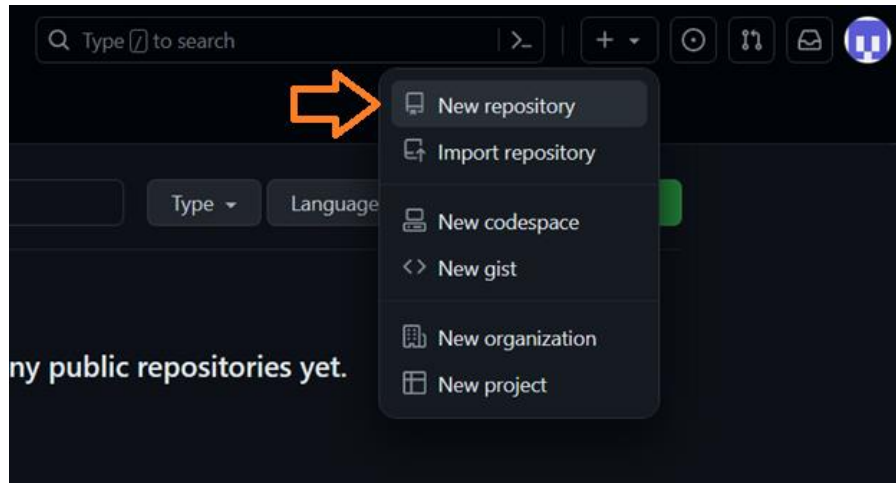 Type / to search
New repository
Import repository
Type
Language
New codespace
New gist
New organization
ny public repositories yet.
New project